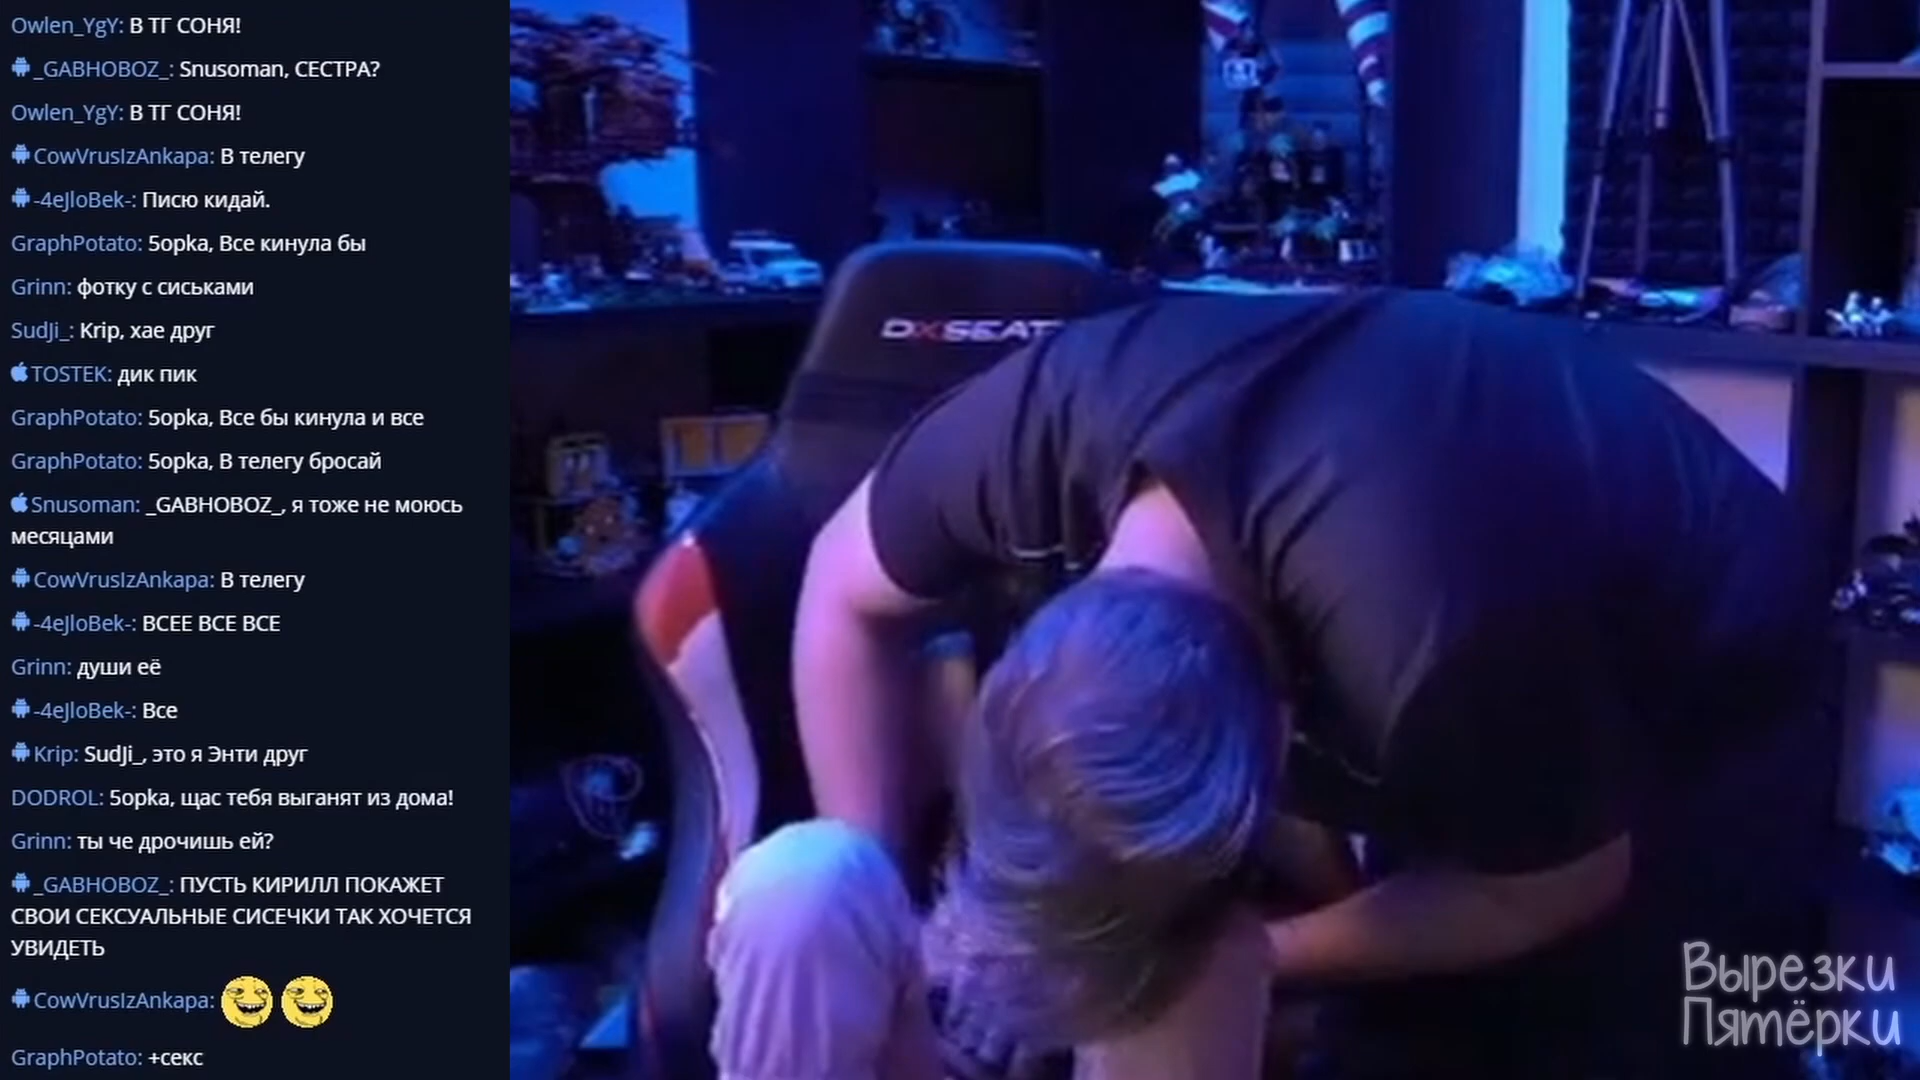 Owlen_YgY: В ТГ СОНЯ!
_GABHOBOZ_: Snusoman, СЕСТРА?
Owlen_YgY: В ТГ СОНЯ!
CowVrusIzAnkapa: В телегу
-4eJloBek-: Писю кидай.
GraphPotato: 5opka, Все кинула бы
Grinn: фотку с сиськами
SudJi_: Krip, хае друг
TOSTEK: дик пик
GraphPotato: 5opka, Все бы кинула и все
GraphPotato: 5opka, В телегу бросай
Snusoman: _GABHOBOZ_, я тоже не моюсь
месяцами
CowVrusIzAnkapa: В телегу
-4eJloBek-: ВСЕЕ ВСЕ ВСЕ
Grinn: души её
-4eJloBek-: Все
Krip: SudJi_, это я Энти друг
DODROL: 5opka, щас тебя выганят из дома!
Grinn: ты че дрочишь ей?
_GABHOBOZ_: ПУСТЬ КИРИЛЛ ПОКАЖЕТ
СВОИ СЕКСУАЛЬНЫЕ СИСЕЧКИ ТАК ХОЧЕТСЯ
УВИДЕТЬ
CowVrusIzAnkapa:
GraphPotato: +секс
DXSEAT
Вырезки
Пятёрки